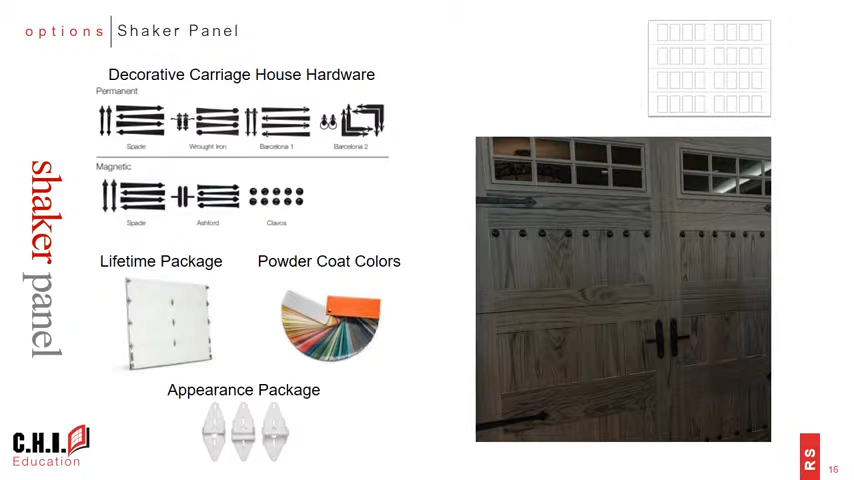 options
Shaker Panel
Decorative Carriage House Hardware
Permanent
Spade
Wrought Iron
Barcelona 1
Barcelona 2
Magnetic
Spade
Ashford
Clavos
shaker panel
Lifetime Package
Powder Coat Colors
Appearance Package
C.H.I.
Education
RS
16